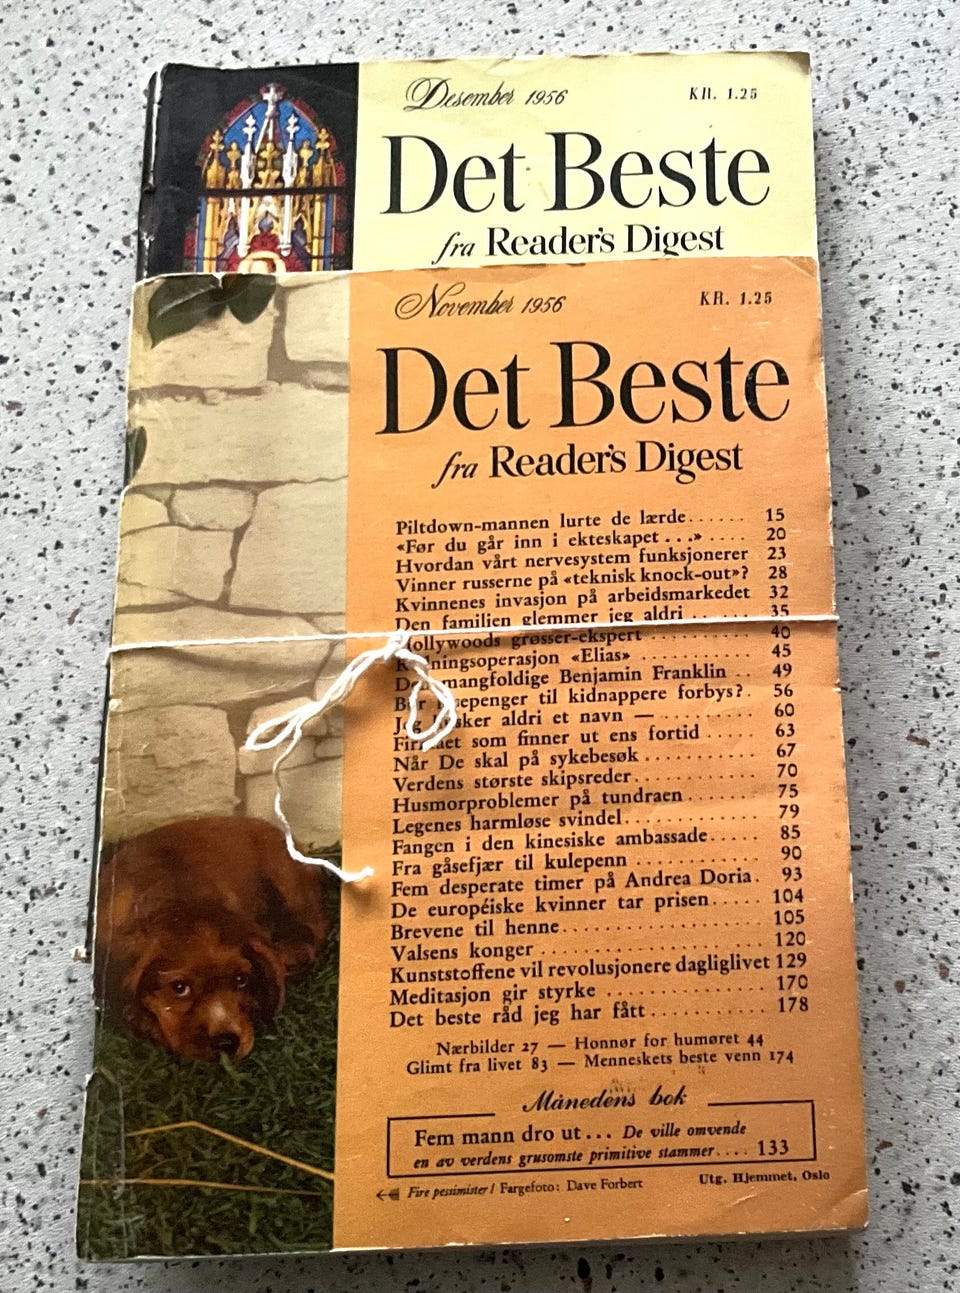 Desember 1956 KR. 1.25
Det Beste
fra Reader's Digest
November 1956 KR. 1.25
Det Beste
fra Reader's Digest
Piltdown-mannen lurte de lærde...... 15
«Før du går inn i ekteskapet ...» .... 20
Hvordan vårt nervesystem funksjonerer 23
Vinner russerne på «teknisk knock-out»? 28
Kvinnenes invasjon på arbeidsmarkedet 32
Den familien glemmer jeg aldri ...... 35
Hollywoods grøsser-ekspert .......... 40
ningsoperasjon «Elias» .......... 45
mangfoldige Benjamin Franklin .. 49
epenger til kidnappere forbys? . 56
Jeg sker aldri et navn — ......... 60
Firmaet som finner ut ens fortid ..... 63
Når De skal på sykebesøk .......... 67
Verdens største skipsreder........... 70
Husmorproblemer på tundraen ....... 75
Legenes harmløse svindel............ 79
Fangen i den kinesiske ambassade..... 85
Fra gåsefjær til kulepenn ........... 90
Fem desperate timer på Andrea Doria. 93
De européiske kvinner tar prisen..... 104
Brevene til henne................. 105
Valsens konger ................... 120
Kunststoffene vil revolusjonere dagliglivet 129
Meditasjon gir styrke .............. 170
Det beste råd jeg har fått........... 178
Nærbilder 27 — Honnør for humøret 44
Glimt fra livet 83 — Menneskets beste venn 174
Månedens bok
Fem mann dro ut... De ville omvende
en av verdens grusomste primitive stammer.... 133
Fire pessimister! Fargefoto: Dave Forbert Utg. Hjemmet, Oslo